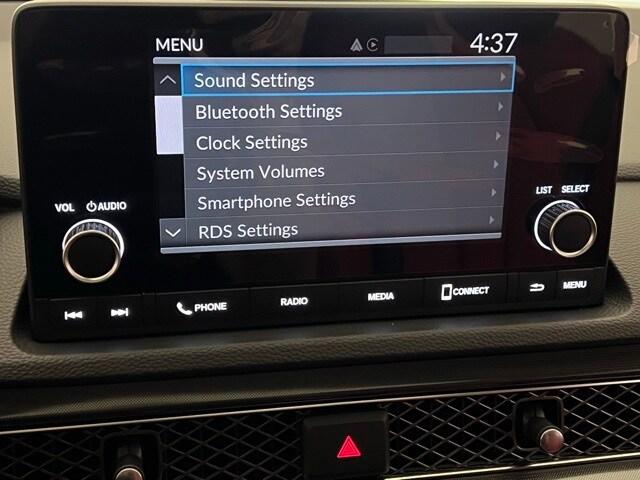 MENU 4:37
Sound Settings
Bluetooth Settings
Clock Settings
System Volumes
Smartphone Settings
RDS Settings
VOL AUDIO
LIST SELECT
PHONE RADIO MEDIA CONNECT MENU